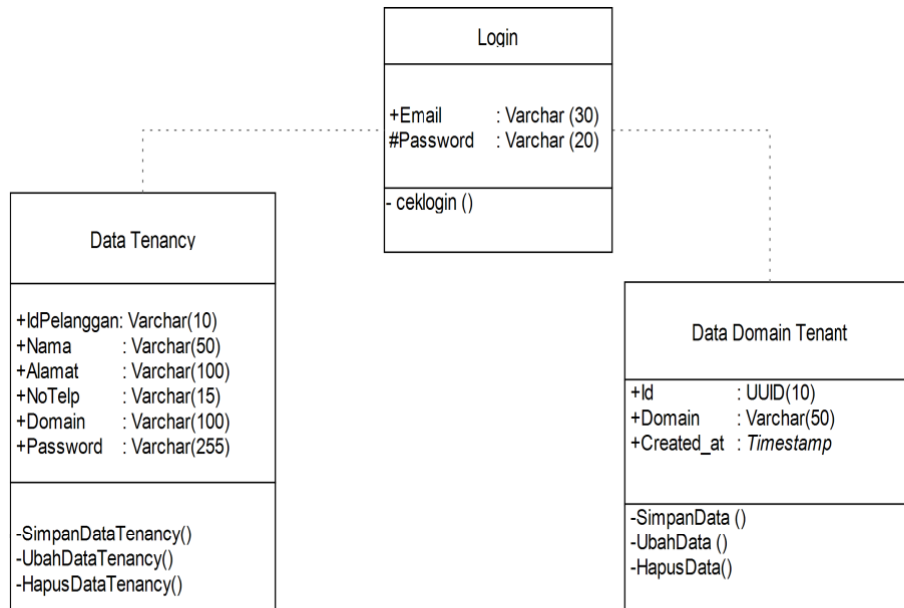 Login
+Email : Varchar (30)
#Password : Varchar (20)
- ceklogin ()
Data Tenancy
+IdPelanggan: Varchar(10)
+Nama : Varchar(50)
+Alamat : Varchar(100)
+NoTelp : Varchar(15)
+Domain : Varchar(100)
+Password : Varchar(255)
-SimpanDataTenancy()
-UbahDataTenancy()
-HapusDataTenancy()
Data Domain Tenant
+Id : UUID(10)
+Domain : Varchar(50)
+Created_at : Timestamp
-SimpanData ()
-UbahData ()
-HapusData()